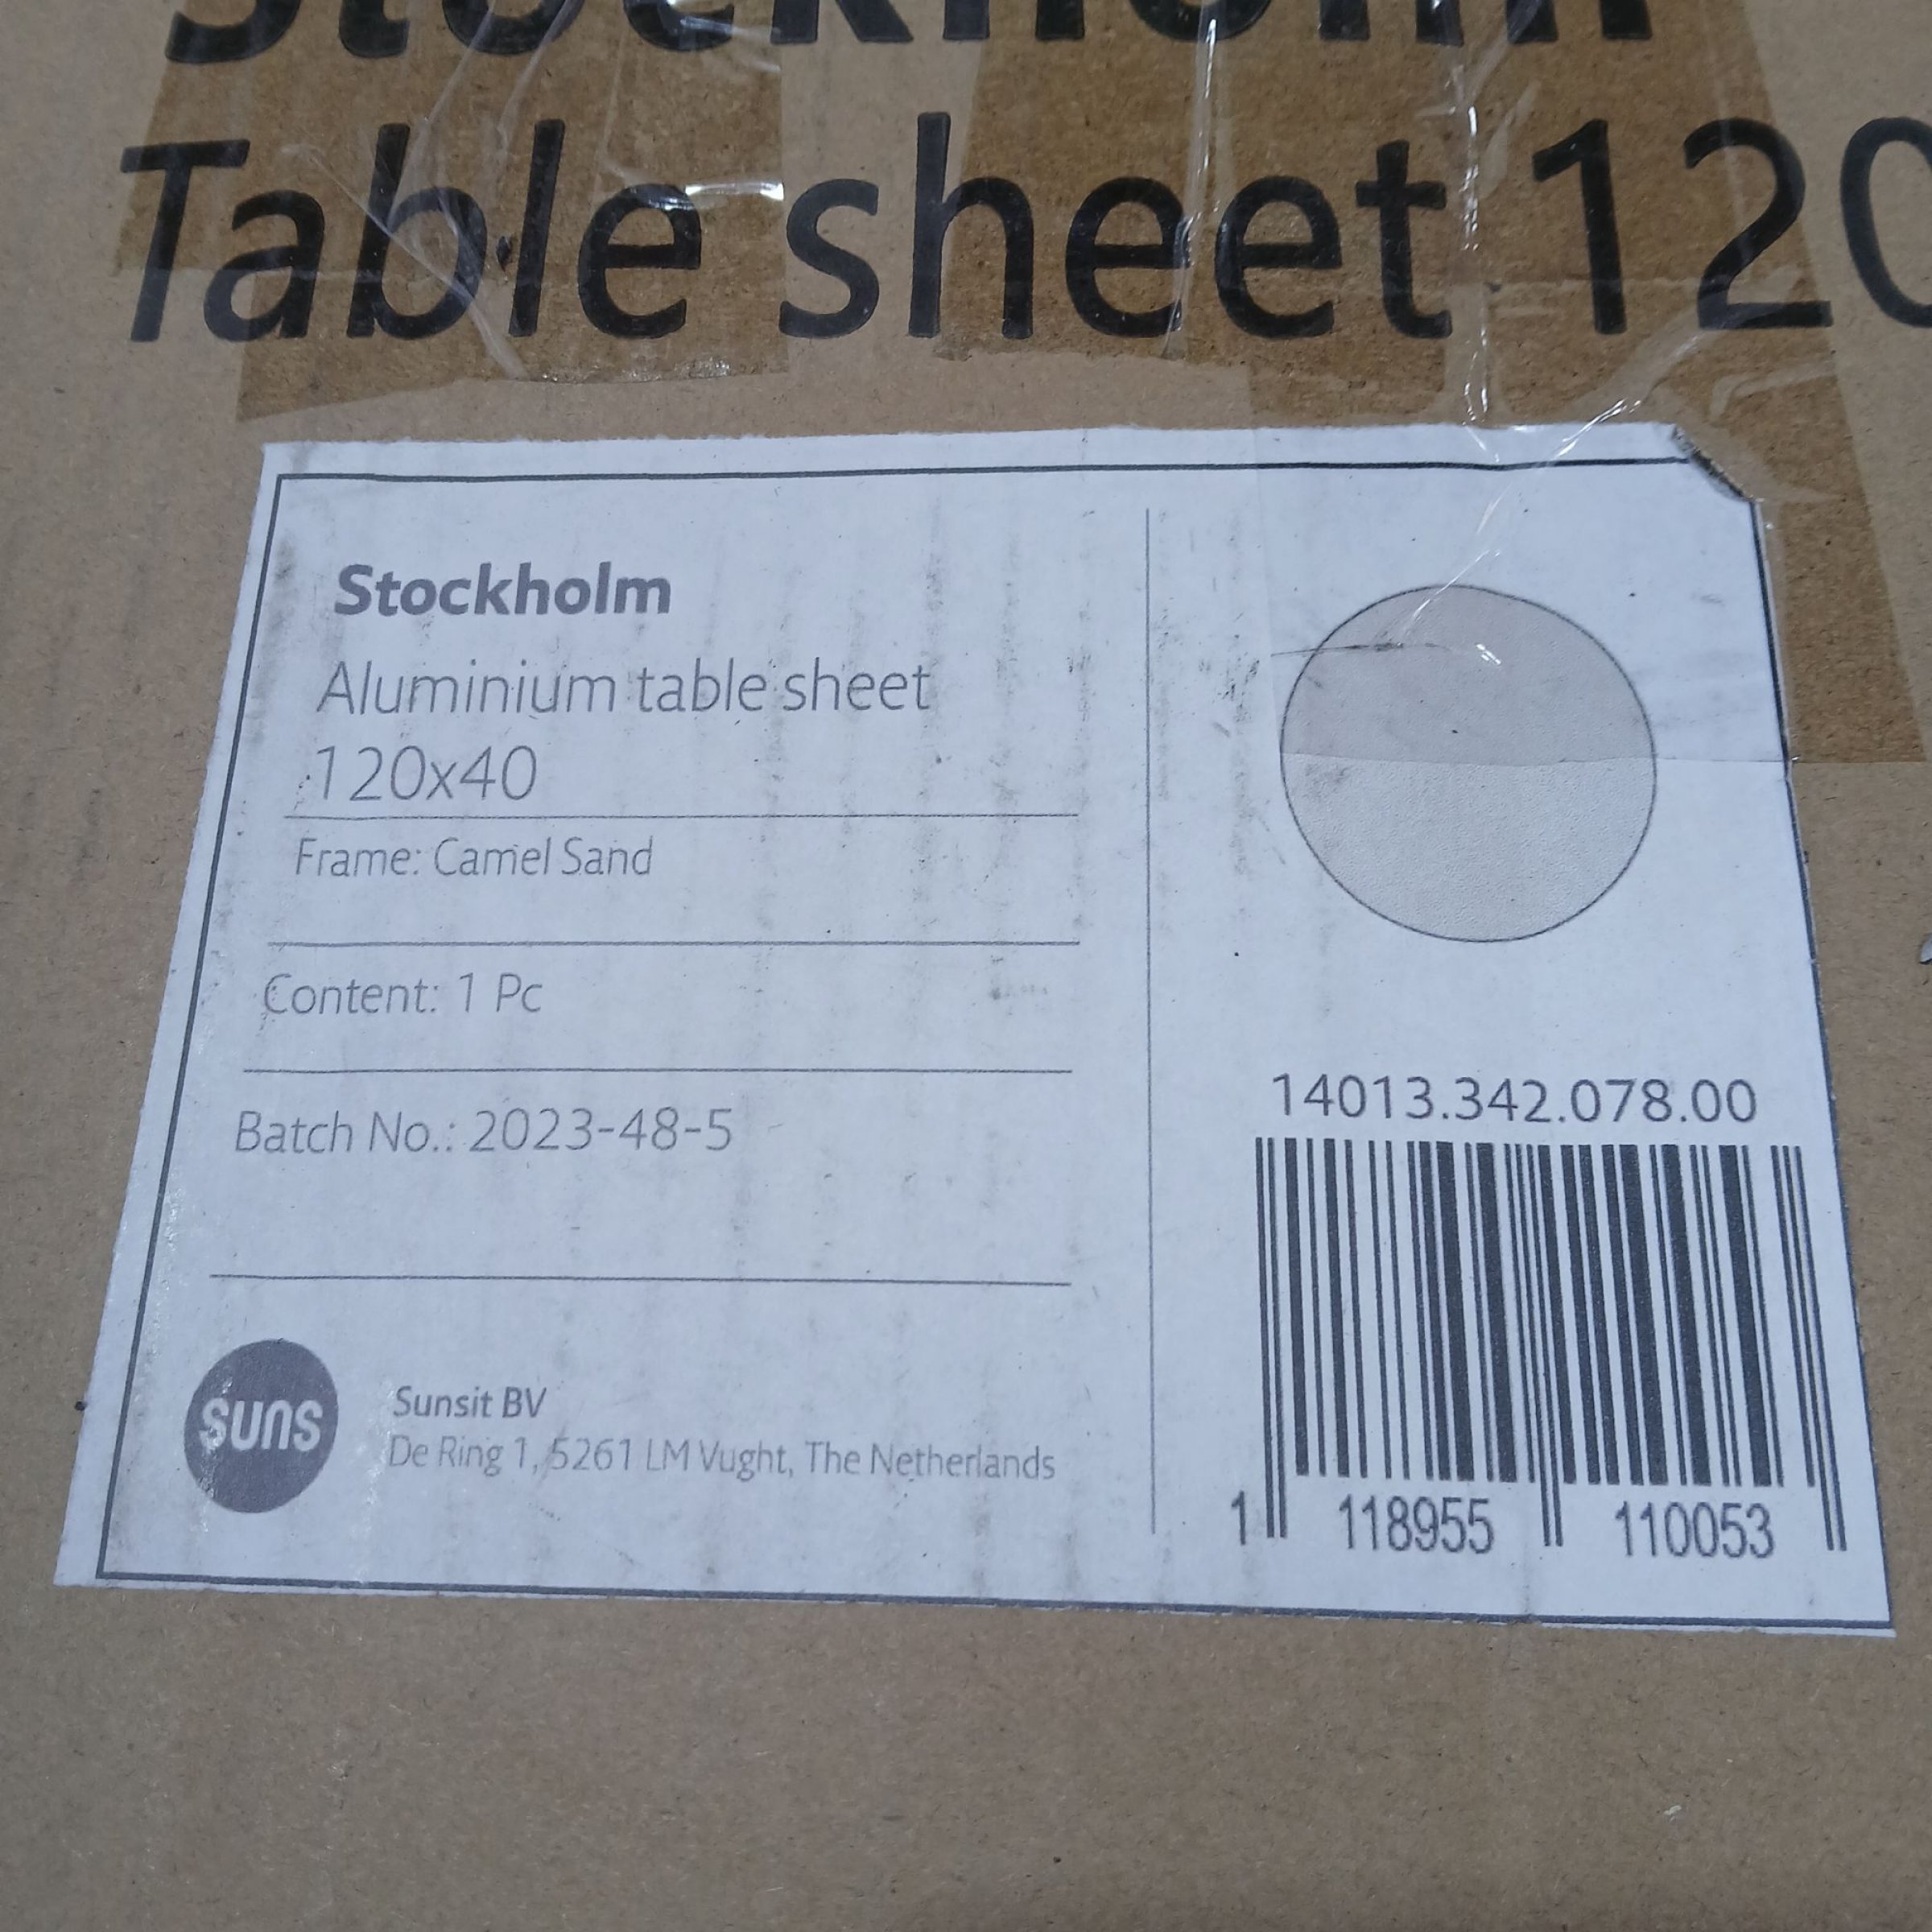 Stockholm
Table sheet 120
Stockholm
Aluminium table sheet
120x40
Frame: Camel Sand
Content: 1 Pc
Batch No.: 2023-48-5
suns
Sunsit BV
De Ring 1, 5261 LM Vught, The Netherlands
14013.342.078.00
1 118955 110053